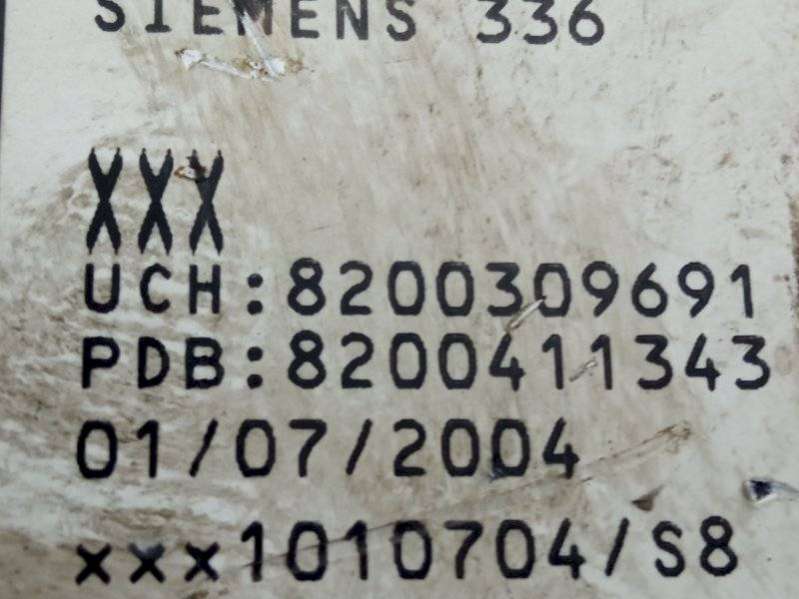 SIEMENS 336
XXX
UCH:8200309691
PDB:8200411343
01/07/2004
xxx1010704/S8